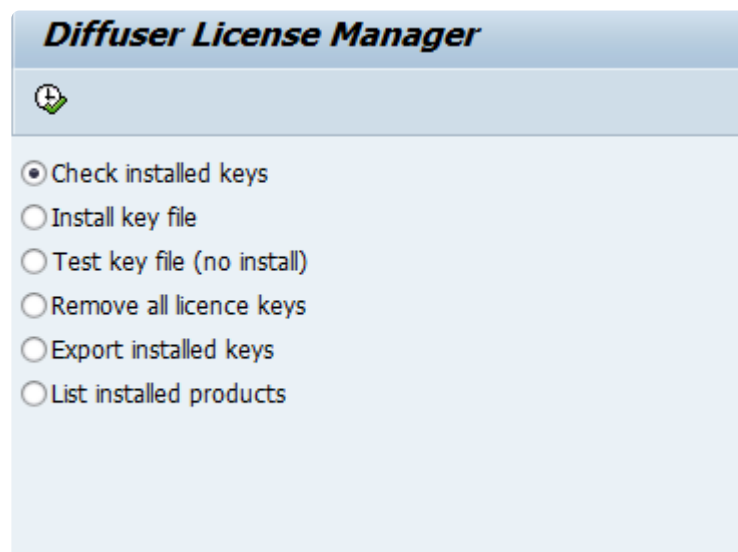 Diffuser License Manager
Check installed keys
Install key file
Test key file (no install)
Remove all licence keys
Export installed keys
List installed products